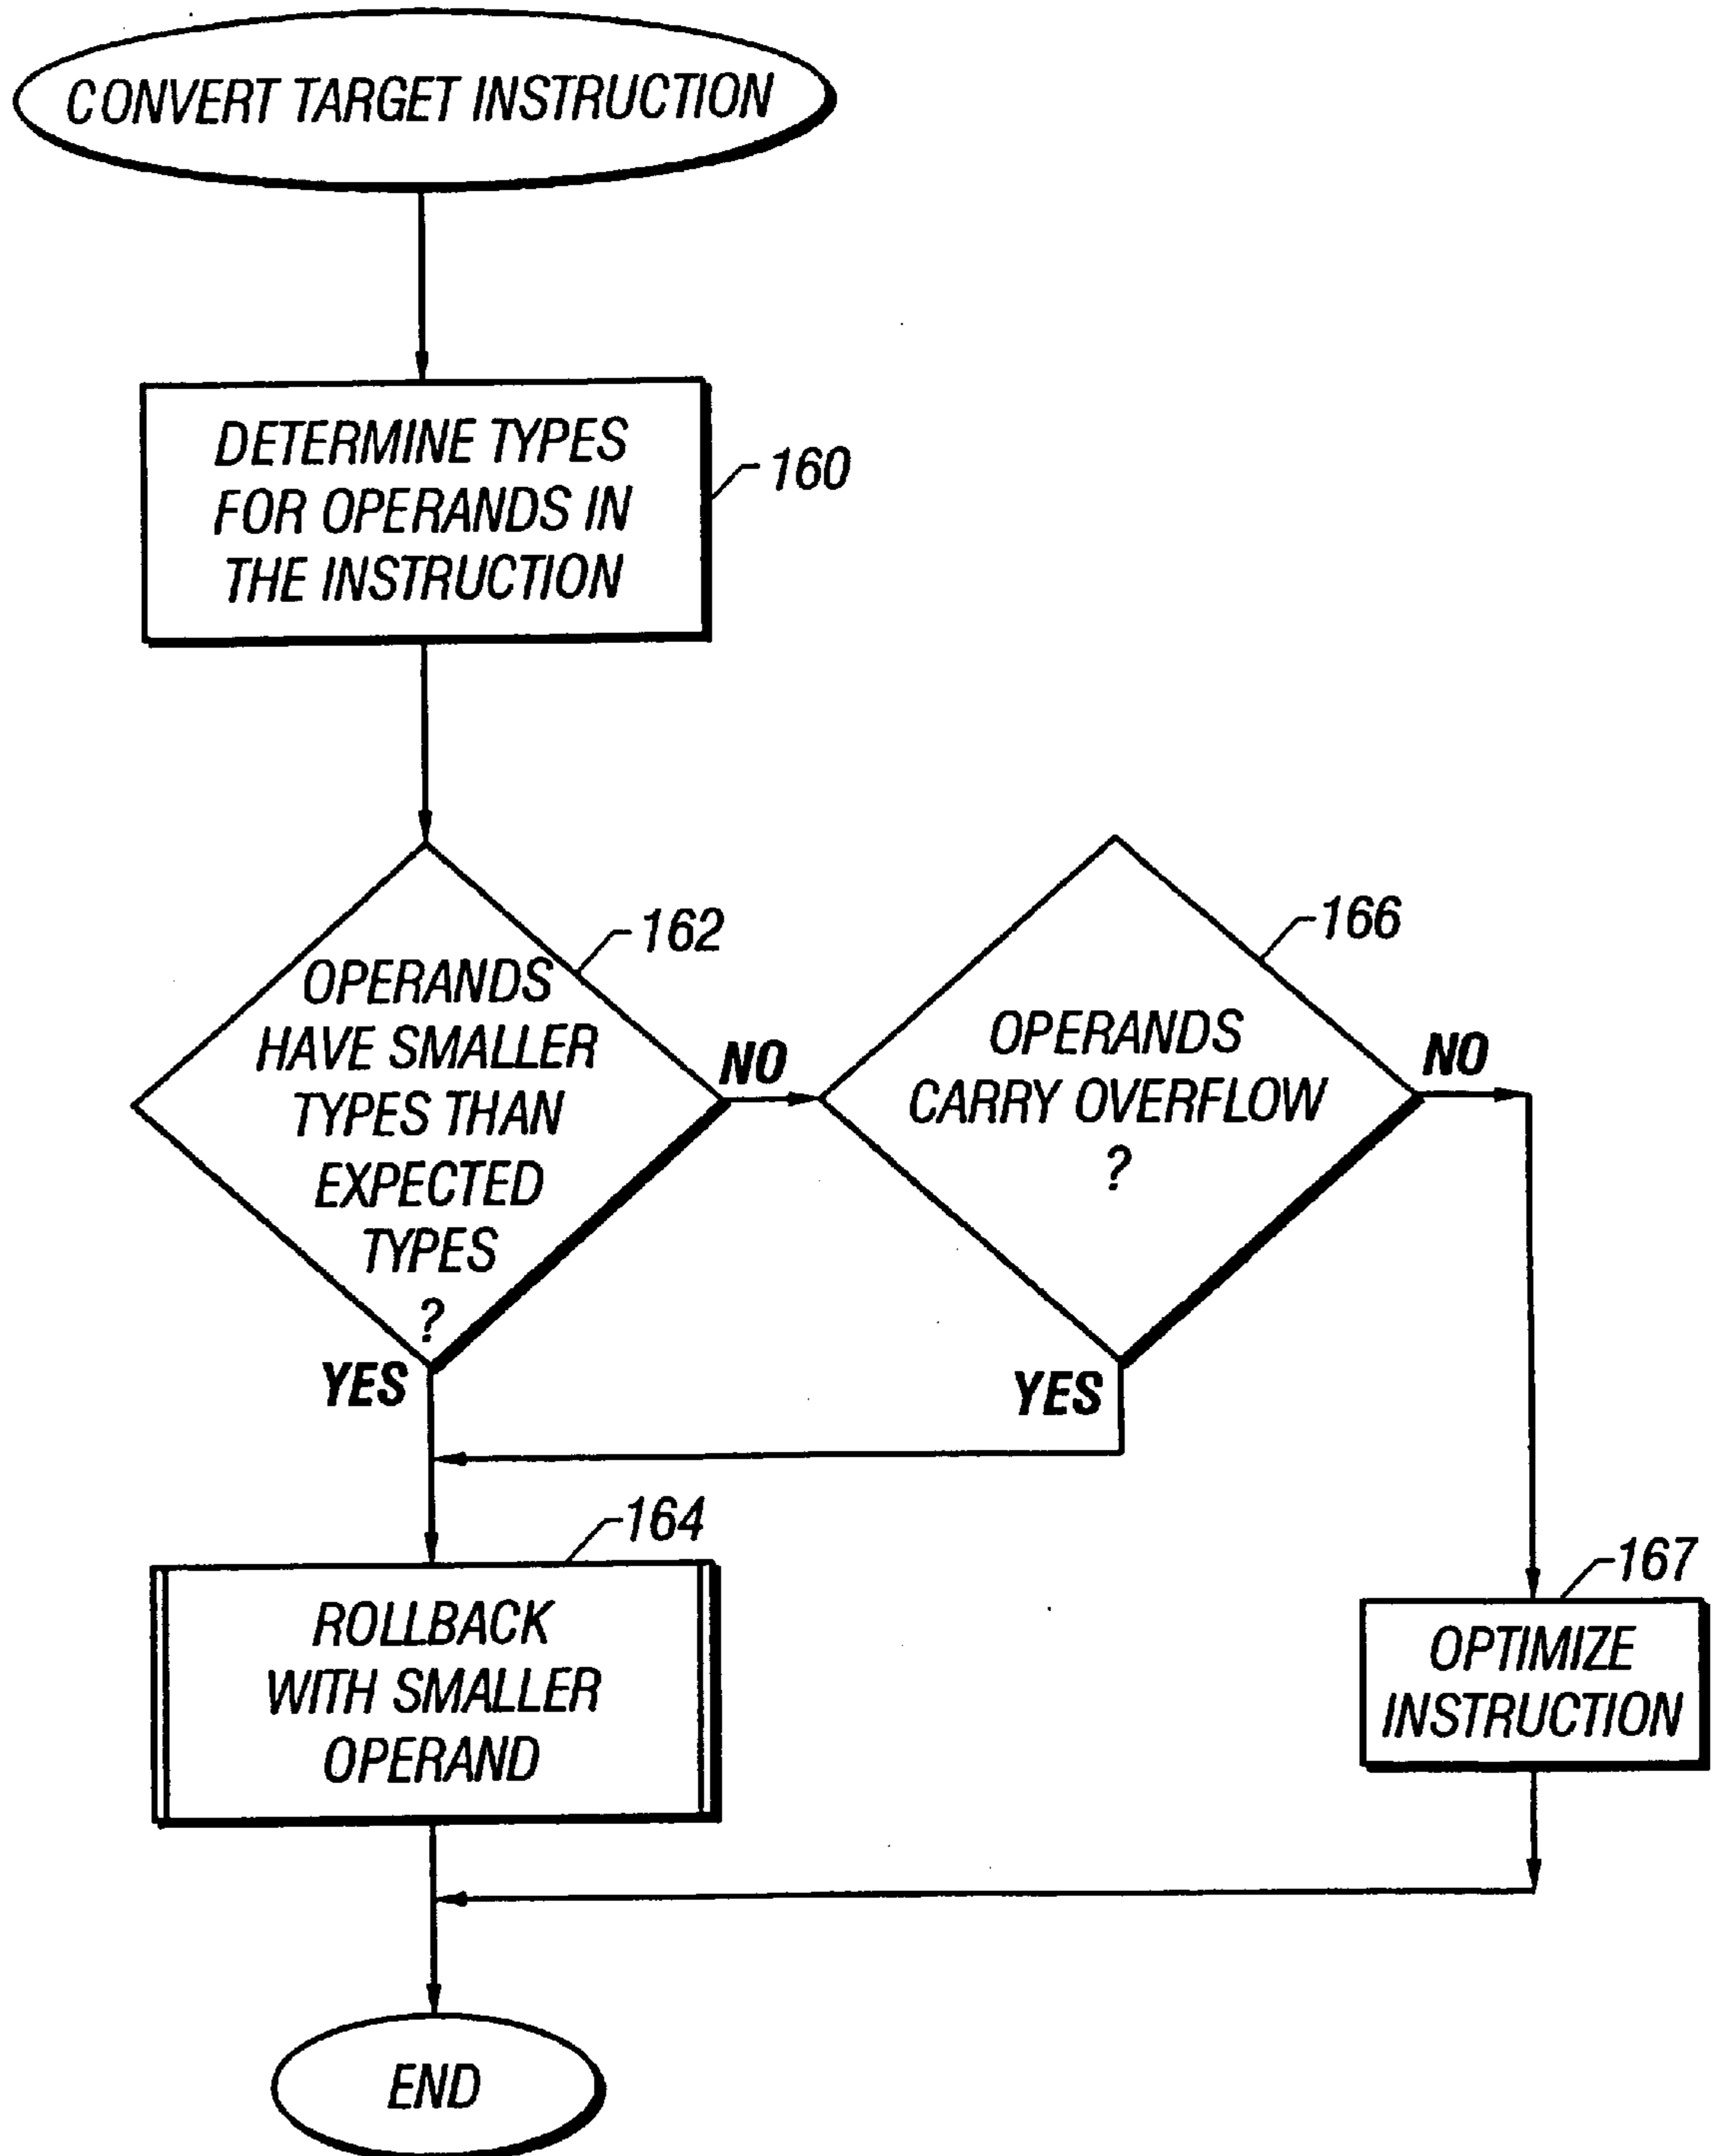 CONVERT TARGET INSTRUCTION
DETERMINE TYPES
FOR OPERANDS IN
THE INSTRUCTION
160
OPERANDS
HAVE SMALLER
TYPES THAN
EXPECTED
TYPES
?
162
NO
YES
OPERANDS
CARRY OVERFLOW
?
166
NO
YES
ROLLBACK
WITH SMALLER
OPERAND
164
OPTIMIZE
INSTRUCTION
167
END